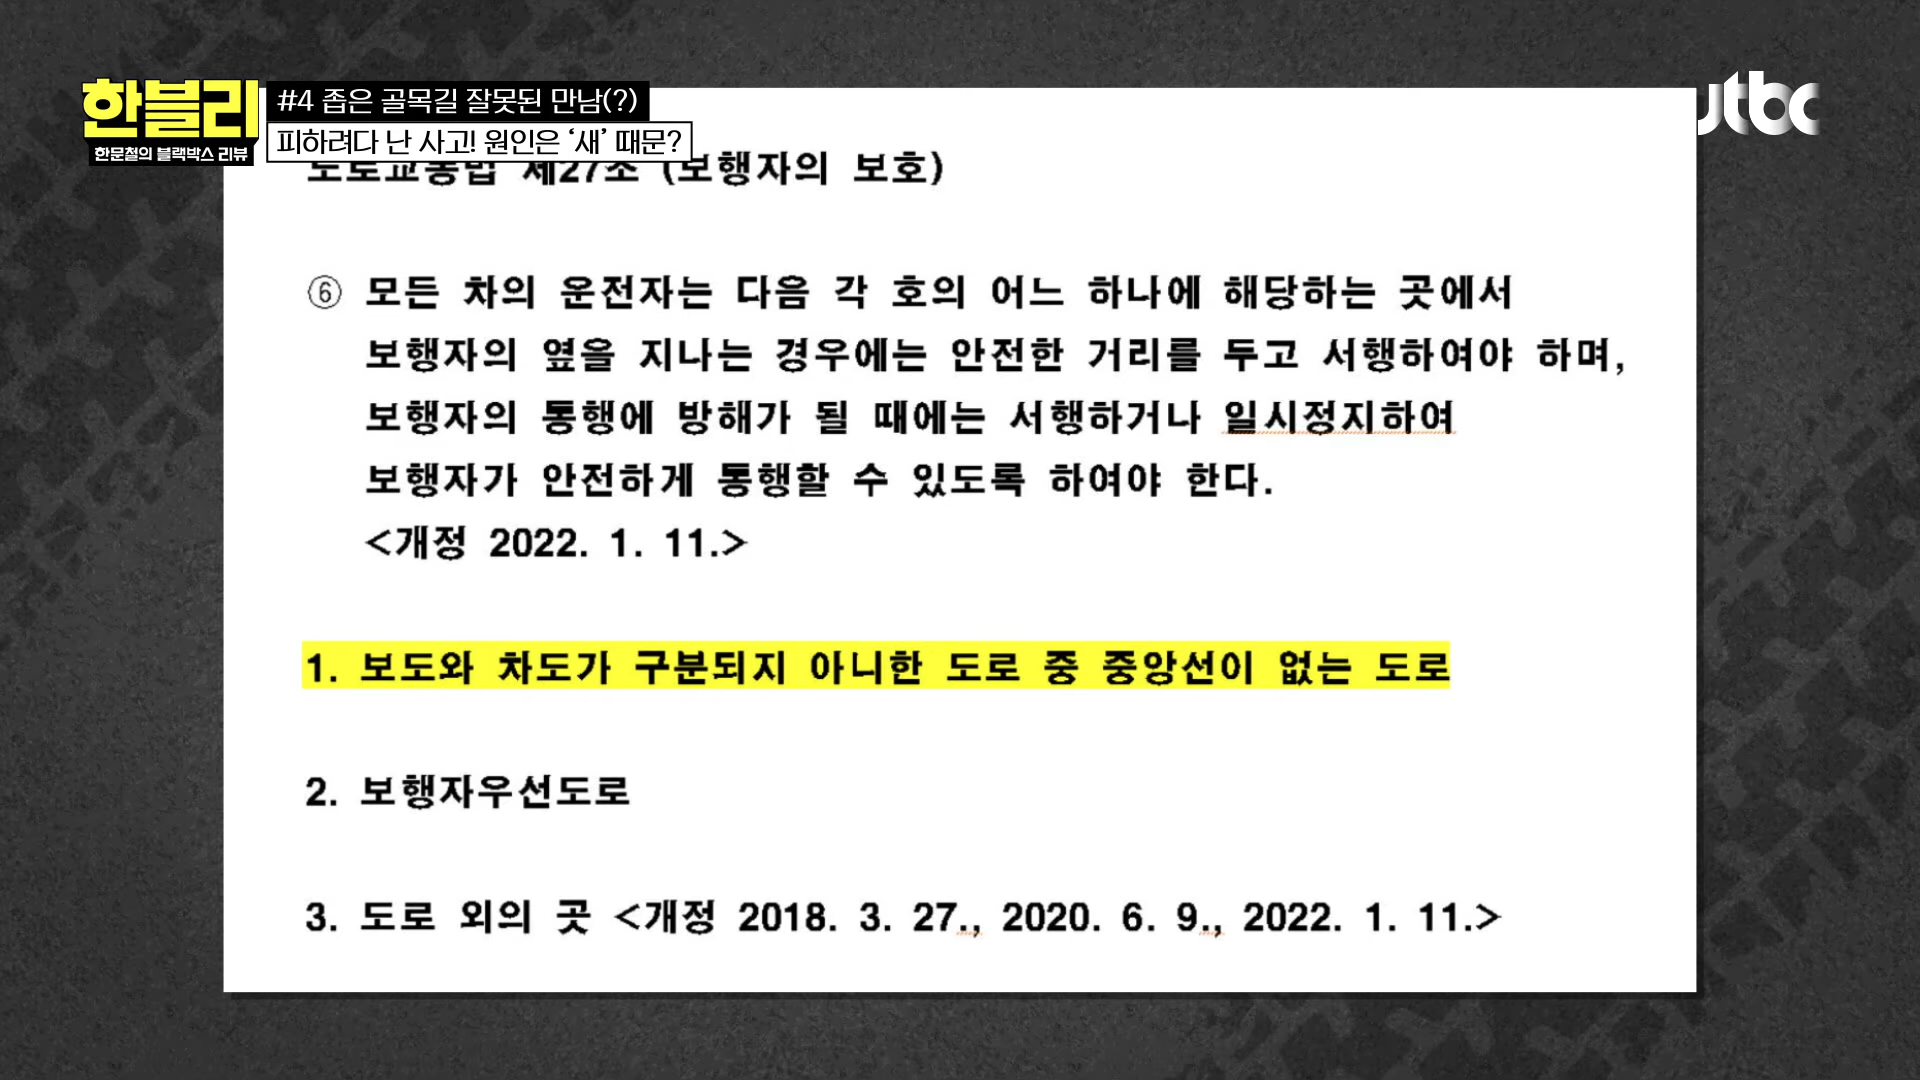 한블리
한문철의 블랙박스 리뷰
#4 좁은 골목길 잘못된 만남(?)
피하려다 난 사고! 원인은 ‘새’ 때문?
jtbc
도로교통법 제27조 (보행자의 보호)
⑥ 모든 차의 운전자는 다음 각 호의 어느 하나에 해당하는 곳에서
보행자의 옆을 지나는 경우에는 안전한 거리를 두고 서행하여야 하며,
보행자의 통행에 방해가 될 때에는 서행하거나 일시정지하여
보행자가 안전하게 통행할 수 있도록 하여야 한다.
<개정 2022. 1. 11.>
1. 보도와 차도가 구분되지 아니한 도로 중 중앙선이 없는 도로
2. 보행자우선도로
3. 도로 외의 곳 <개정 2018. 3. 27., 2020. 6. 9., 2022. 1. 11.>